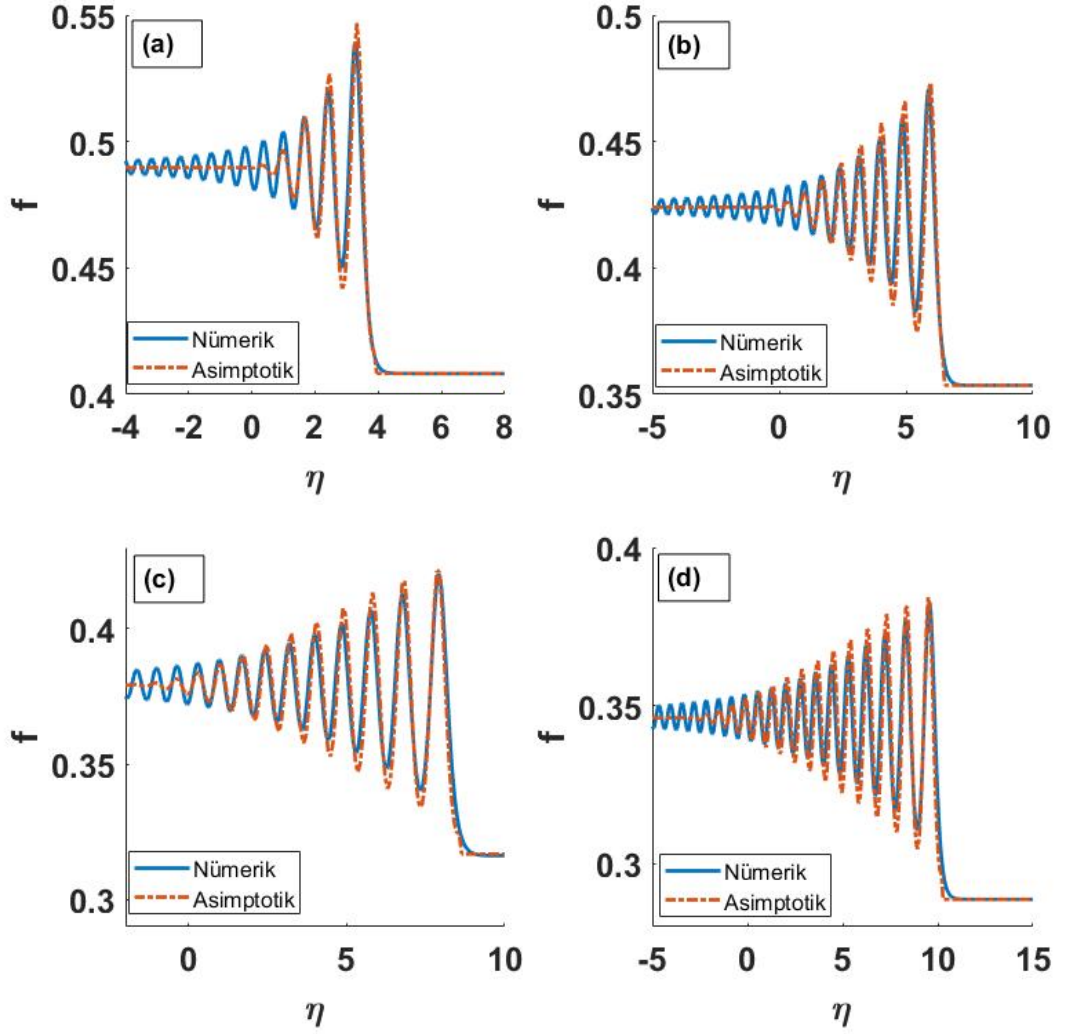 (a)
0.55
0.5
0.45
0.4
f
Nümerik
Asimptotik
-4 -2 0 2 4 6 8
η
(b)
0.5
0.45
0.4
0.35
f
Nümerik
Asimptotik
-5 0 5 10
η
(c)
0.4
0.35
0.3
f
Nümerik
Asimptotik
0 5 10
η
(d)
0.4
0.35
0.3
f
Nümerik
Asimptotik
-5 0 5 10 15
η